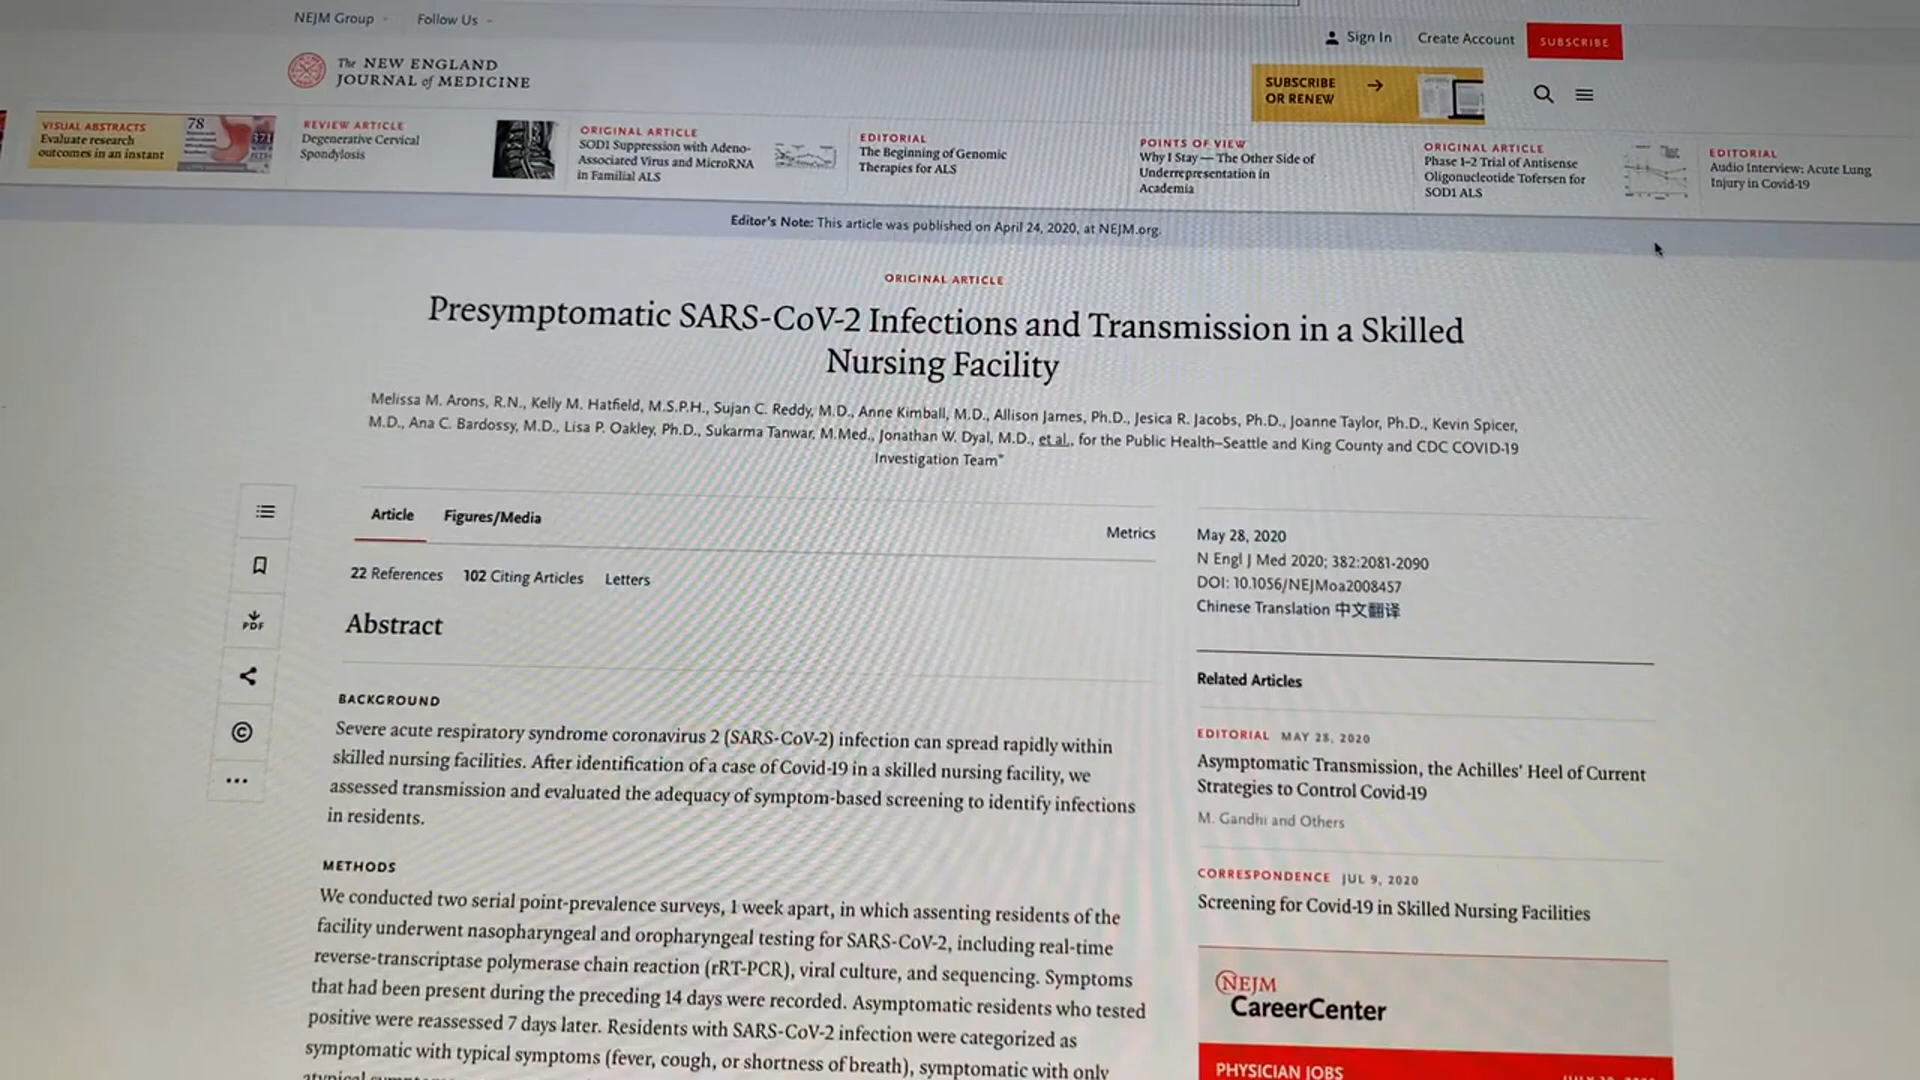 NEJM Group
Follow Us
Sign In
Create Account
SUBSCRIBE
The NEW ENGLAND
JOURNAL of MEDICINE
SUBSCRIBE
OR RENEW
VISUAL ABSTRACTS
Evaluate research
outcomes in an instant
78
371
REVIEW ARTICLE
Degenerative Cervical
Spondylosis
ORIGINAL ARTICLE
SOD1 Suppression with Adeno-
Associated Virus and MicroRNA
in Familial ALS
EDITORIAL
The Beginning of Genomic
Therapies for ALS
POINTS OF VIEW
Why I Stay — The Other Side of
Underrepresentation in
Academia
ORIGINAL ARTICLE
Phase 1–2 Trial of Antisense
Oligonucleotide Tofersen for
SOD1 ALS
EDITORIAL
Audio Interview: Acute Lung
Injury in Covid-19
Editor's Note: This article was published on April 24, 2020, at NEJM.org.
ORIGINAL ARTICLE
Presymptomatic SARS-CoV-2 Infections and Transmission in a Skilled
Nursing Facility
Melissa M. Arons, R.N., Kelly M. Hatfield, M.S.P.H., Sujan C. Reddy, M.D., Anne Kimball, M.D., Allison James, Ph.D., Jesica R. Jacobs, Ph.D., Joanne Taylor, Ph.D., Kevin Spicer,
M.D., Ana C. Bardossy, M.D., Lisa P. Oakley, Ph.D., Sukarma Tanwar, M.Med., Jonathan W. Dyal, M.D., et al., for the Public Health–Seattle and King County and CDC COVID-19
Investigation Team*
Article
Figures/Media
Metrics
22 References
102 Citing Articles
Letters
PDF
Abstract
BACKGROUND
Severe acute respiratory syndrome coronavirus 2 (SARS-CoV-2) infection can spread rapidly within
skilled nursing facilities. After identification of a case of Covid-19 in a skilled nursing facility, we
assessed transmission and evaluated the adequacy of symptom-based screening to identify infections
in residents.
METHODS
We conducted two serial point-prevalence surveys, 1 week apart, in which assenting residents of the
facility underwent nasopharyngeal and oropharyngeal testing for SARS-CoV-2, including real-time
reverse-transcriptase polymerase chain reaction (rRT-PCR), viral culture, and sequencing. Symptoms
that had been present during the preceding 14 days were recorded. Asymptomatic residents who tested
positive were reassessed 7 days later. Residents with SARS-CoV-2 infection were categorized as
symptomatic with typical symptoms (fever, cough, or shortness of breath), symptomatic with only
May 28, 2020
N Engl J Med 2020; 382:2081-2090
DOI: 10.1056/NEJMoa2008457
Chinese Translation 中文翻译
Related Articles
EDITORIAL MAY 28, 2020
Asymptomatic Transmission, the Achilles' Heel of Current
Strategies to Control Covid-19
M. Gandhi and Others
CORRESPONDENCE JUL 9, 2020
Screening for Covid-19 in Skilled Nursing Facilities
NEJM
CareerCenter
PHYSICIAN JOBS